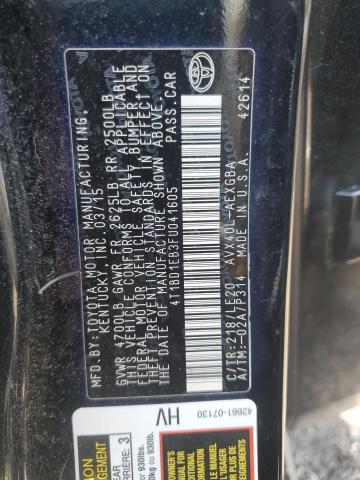 MFD BY:
TOYOTA MOTOR MANUFACTURING,
KENTUCKY, INC. 03/15
GVWR 4700LB GAWR FR 2625LB RR 2500LB
THIS VEHICLE CONFORMS TO ALL APPLICABLE
FEDERAL MOTOR VEHICLE SAFETY, BUMPER, AND
THEFT PREVENTION STANDARDS IN EFFECT ON
THE DATE OF MANUFACTURE SHOWN ABOVE.
4T1BD1EB3FU041605 PASS.CAR
C/TR:218/LE20 AVX40L-AEXGBA
A/TM:-02A/P314 MADE IN U.S.A.
42614
42661-07130
HV
3
930lbs.
930lb.